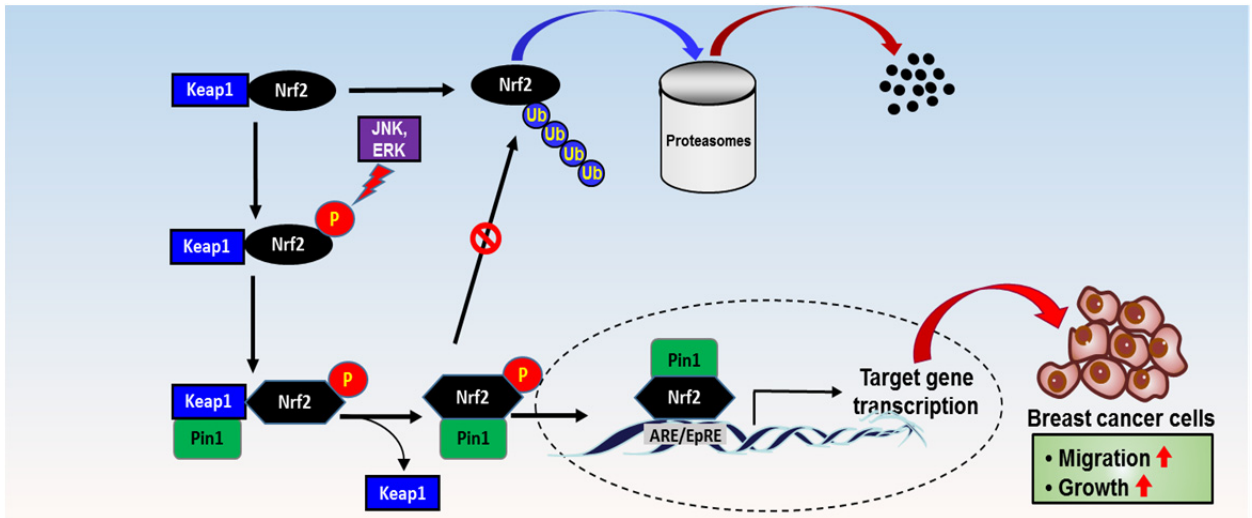 Keap1
Nrf2
Nrf2
Ub
Ub
Ub
Ub
Proteasomes
JNK,
ERK
P
Keap1
Nrf2
Keap1
Nrf2
P
Pin1
Keap1
Nrf2
P
Pin1
Pin1
Nrf2
ARE/EpRE
Target gene
transcription
Breast cancer cells
• Migration
• Growth